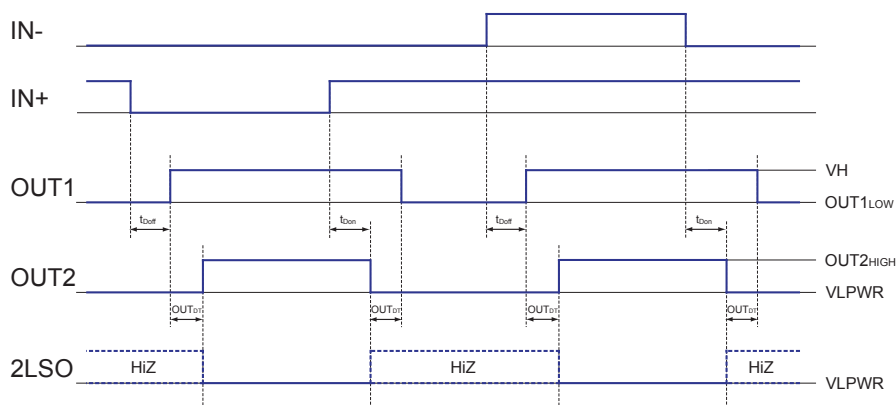 IN-
IN+
OUT1
VH
OUT1LOW
tDoff
tDon
tDoff
tDon
OUT2
OUT2HIGH
VLPWR
OUTDT
OUTDT
OUTDT
OUTDT
2LSO
HiZ
HiZ
HiZ
VLPWR